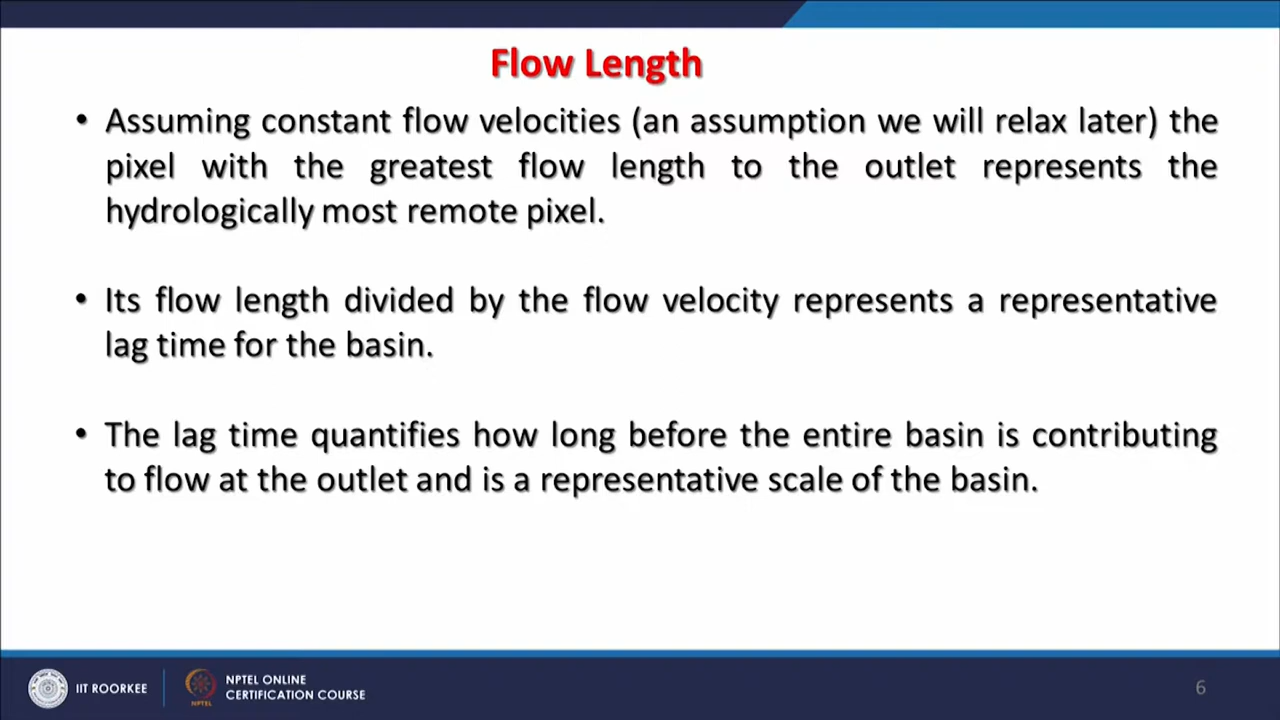 Flow Length
• Assuming constant flow velocities (an assumption we will relax later) the
pixel with the greatest flow length to the outlet represents the
hydrologically most remote pixel.
• Its flow length divided by the flow velocity represents a representative
lag time for the basin.
• The lag time quantifies how long before the entire basin is contributing
to flow at the outlet and is a representative scale of the basin.
IIT ROORKEE
NPTEL
NPTEL ONLINE
CERTIFICATION COURSE
6